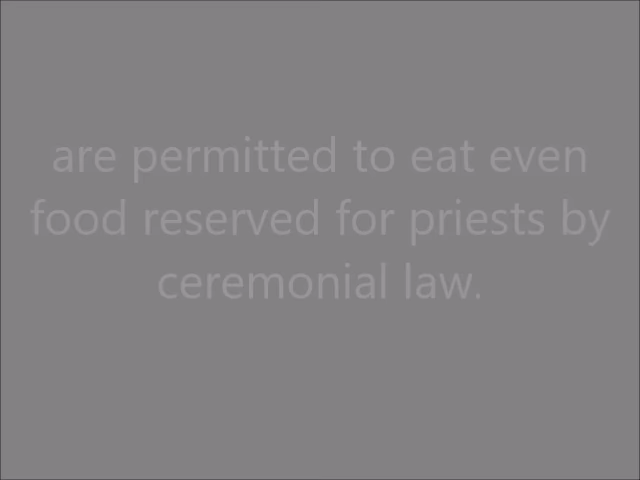 are permitted to eat even
food reserved for priests by
ceremonial law.